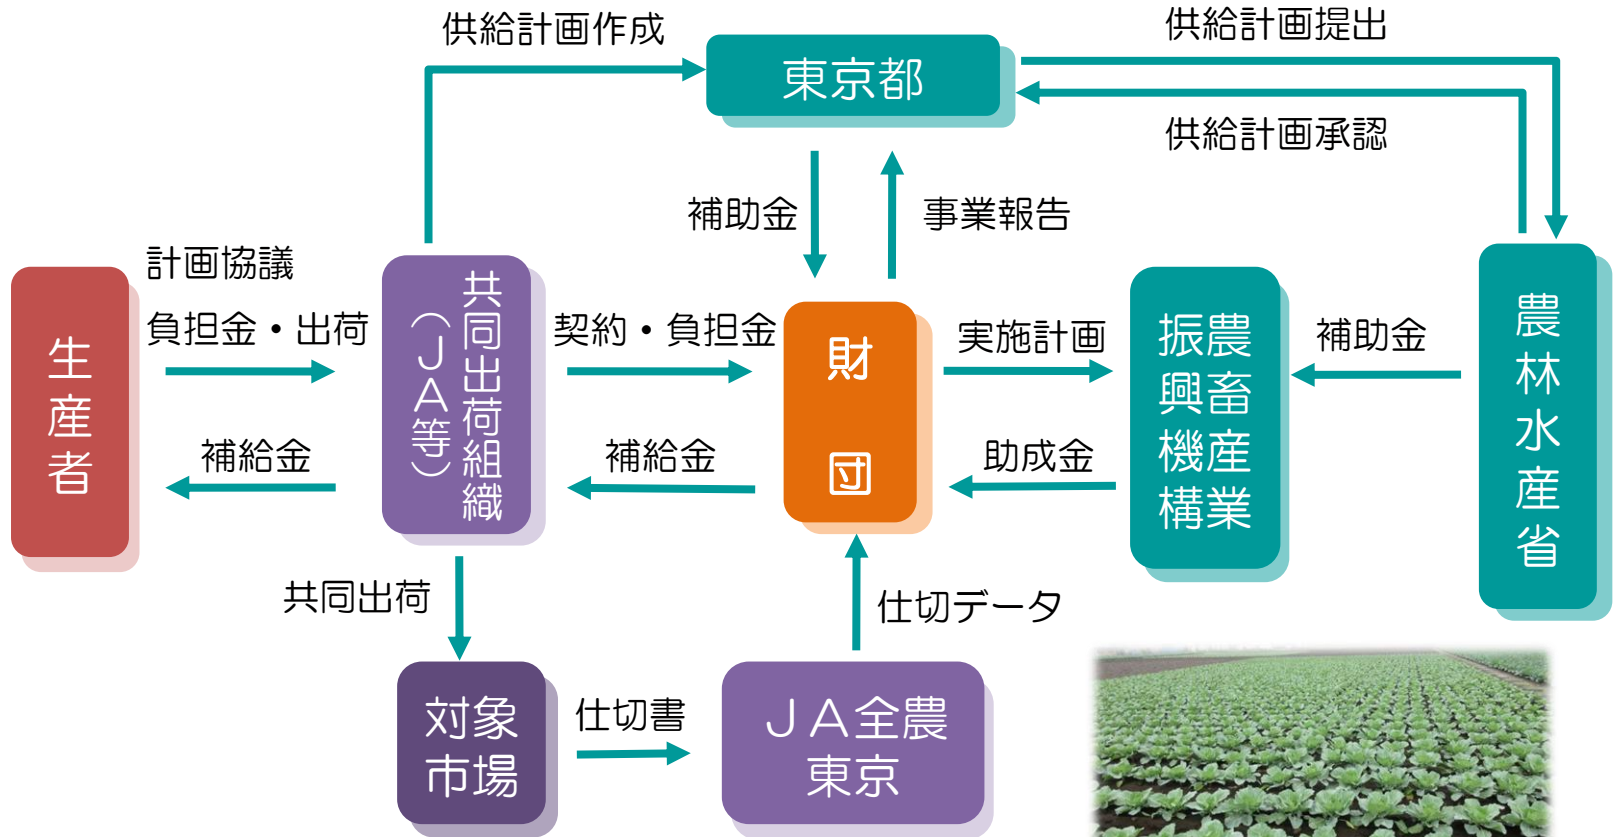 供給計画作成
東京都
供給計画提出
供給計画承認
補助金
事業報告
生産者
計画協議
負担金・出荷
補給金
共同出荷組織
（ＪＡ等）
契約・負担金
補給金
財団
実施計画
助成金
農畜産業
振興機構
補助金
農林水産省
共同出荷
仕切データ
対象
市場
仕切書
ＪＡ全農
東京